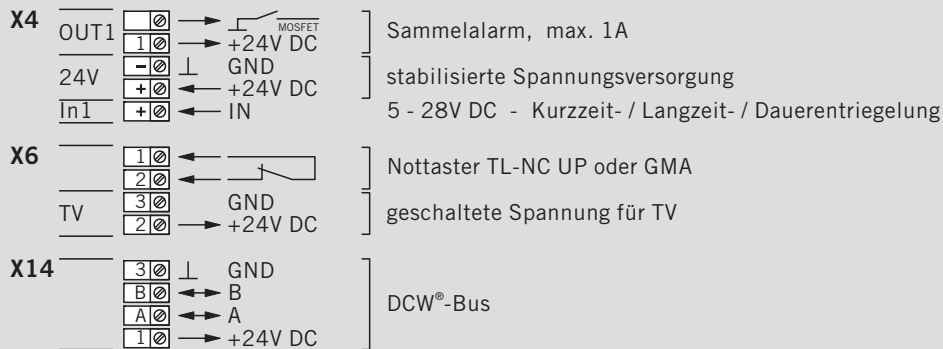 X4
OUT1 MOSFET
1 +24V DC
Sammelalarm, max. 1A
24V - GND
+ +24V DC
stabilisierte Spannungsversorgung
In1 + IN 5 - 28V DC - Kurzzeit- / Langzeit- / Dauerentriegelung
X6
1
2
Nottaster TL-NC UP oder GMA
TV
3 GND
2 +24V DC
geschaltete Spannung für TV
X14
3 GND
B B
A A
1 +24V DC
DCW®-Bus